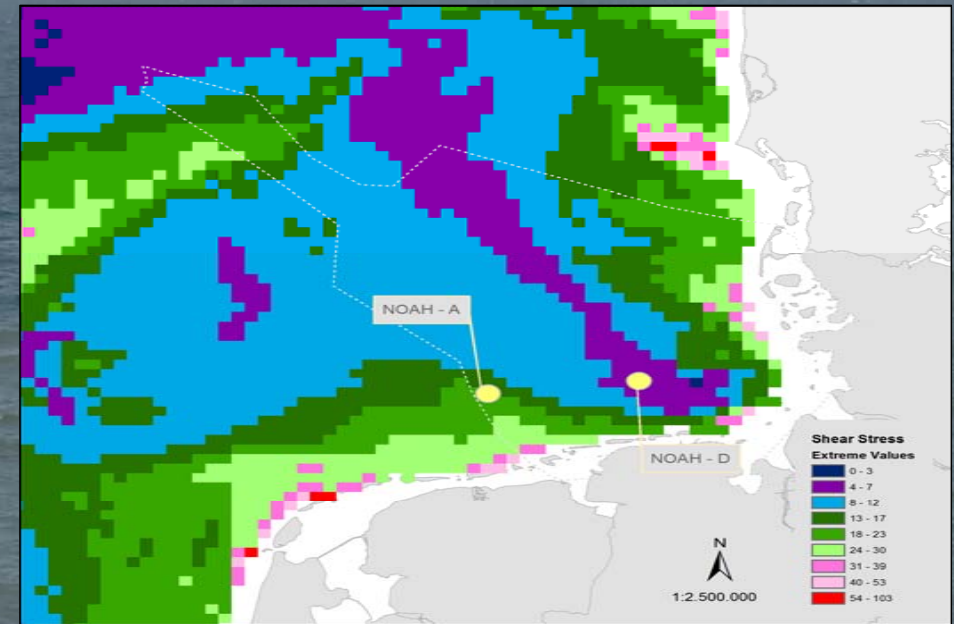 NOAH - A
NOAH - D
Shear Stress
Extreme Values
0 - 3
4 - 7
8 - 12
13 - 17
18 - 23
24 - 30
31 - 39
40 - 53
54 - 103
N
1:2.500.000